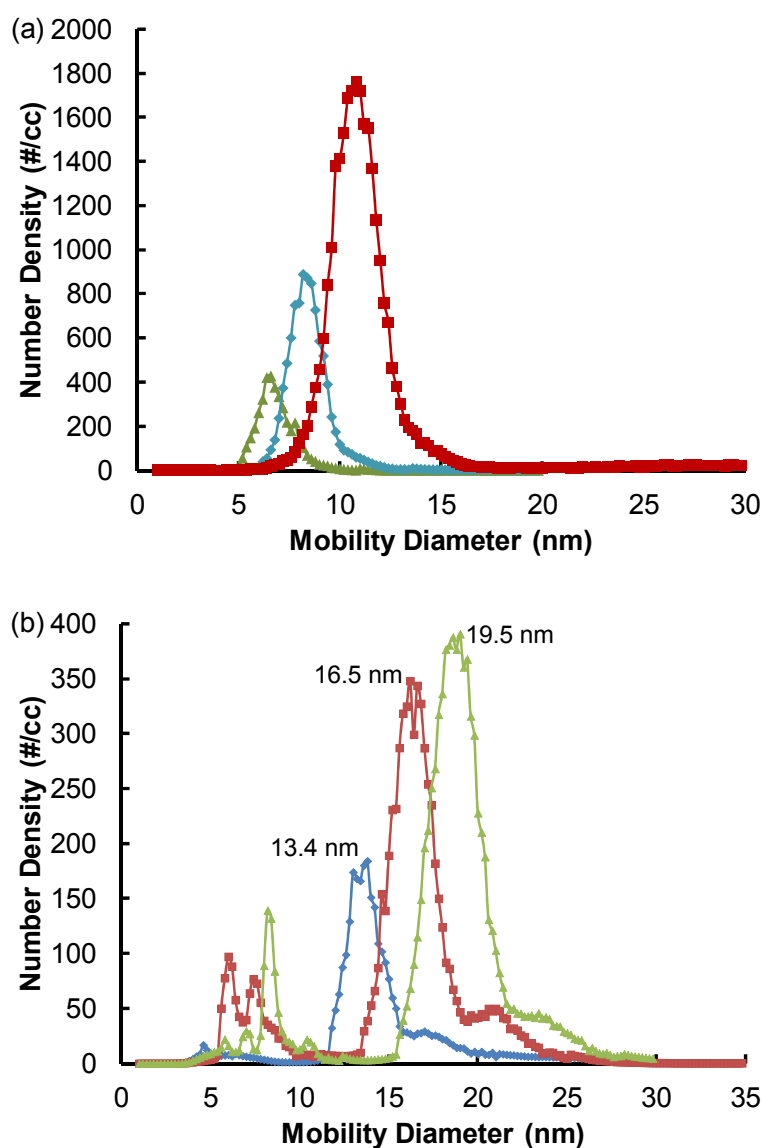 (a)
2000
1800
1600
1400
1200
1000
800
600
400
200
0
Number Density (#/cc)
0 5 10 15 20 25 30
Mobility Diameter (nm)
(b)
400
350
300
250
200
150
100
50
0
Number Density (#/cc)
19.5 nm
16.5 nm
13.4 nm
0 5 10 15 20 25 30 35
Mobility Diameter (nm)